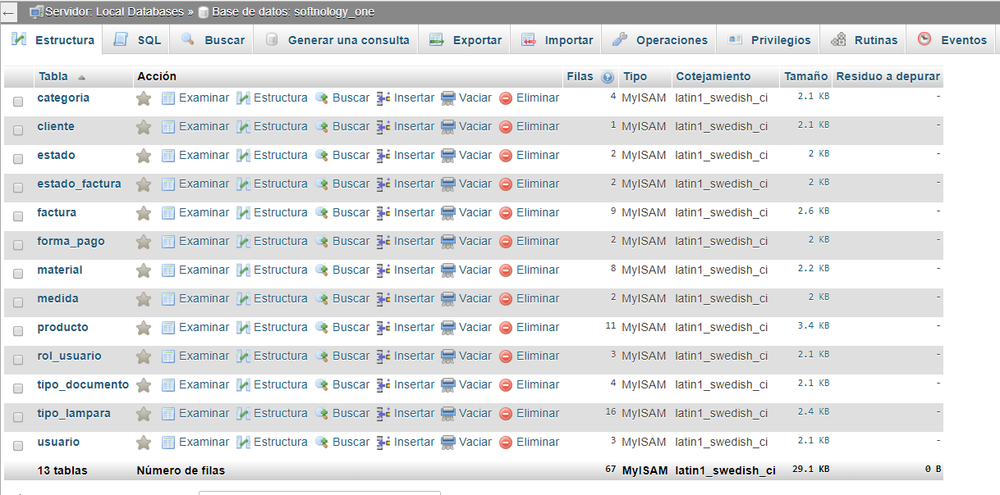 Servidor: Local Databases » Base de datos: softnology_one
Estructura SQL Buscar Generar una consulta Exportar Importar Operaciones Privilegios Rutinas Eventos
Tabla Acción Filas Tipo Cotejamiento Tamaño Residuo a depurar
categoria Examinar Estructura Buscar Insertar Vaciar Eliminar 4 MyISAM latin1_swedish_ci 2.1 KB -
cliente Examinar Estructura Buscar Insertar Vaciar Eliminar 1 MyISAM latin1_swedish_ci 2.1 KB -
estado Examinar Estructura Buscar Insertar Vaciar Eliminar 2 MyISAM latin1_swedish_ci 2 KB -
estado_factura Examinar Estructura Buscar Insertar Vaciar Eliminar 2 MyISAM latin1_swedish_ci 2 KB -
factura Examinar Estructura Buscar Insertar Vaciar Eliminar 9 MyISAM latin1_swedish_ci 2.6 KB -
forma_pago Examinar Estructura Buscar Insertar Vaciar Eliminar 2 MyISAM latin1_swedish_ci 2 KB -
material Examinar Estructura Buscar Insertar Vaciar Eliminar 8 MyISAM latin1_swedish_ci 2.2 KB -
medida Examinar Estructura Buscar Insertar Vaciar Eliminar 2 MyISAM latin1_swedish_ci 2 KB -
producto Examinar Estructura Buscar Insertar Vaciar Eliminar 11 MyISAM latin1_swedish_ci 3.4 KB -
rol_usuario Examinar Estructura Buscar Insertar Vaciar Eliminar 3 MyISAM latin1_swedish_ci 2.1 KB -
tipo_documento Examinar Estructura Buscar Insertar Vaciar Eliminar 4 MyISAM latin1_swedish_ci 2.1 KB -
tipo_lampara Examinar Estructura Buscar Insertar Vaciar Eliminar 16 MyISAM latin1_swedish_ci 2.4 KB -
usuario Examinar Estructura Buscar Insertar Vaciar Eliminar 3 MyISAM latin1_swedish_ci 2.1 KB -
13 tablas Número de filas 67 MyISAM latin1_swedish_ci 29.1 KB 0 B